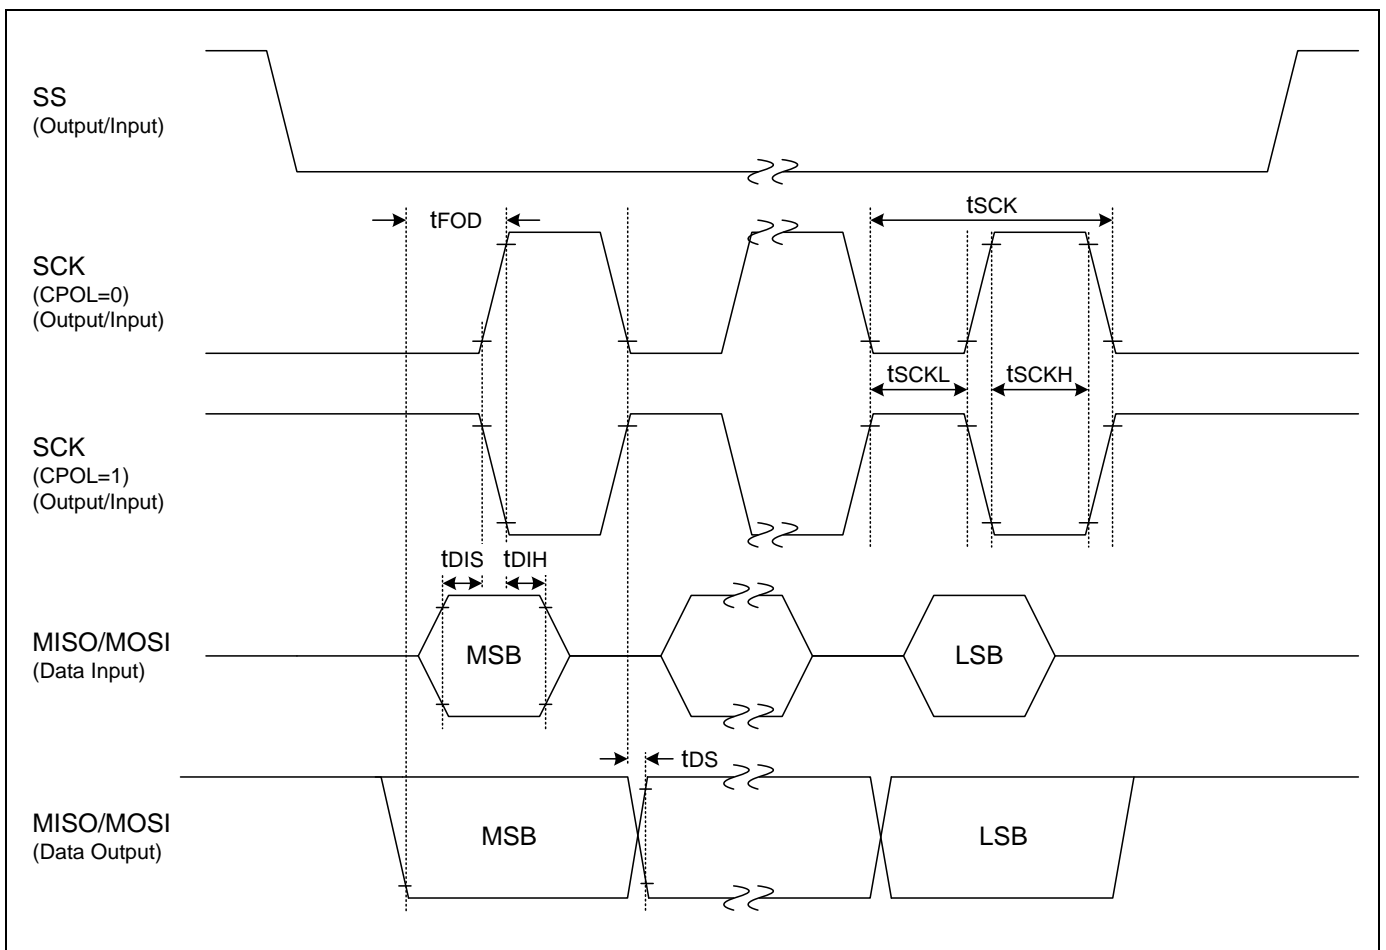 SS
(Output/Input)
tFOD
tSCK
SCK
(CPOL=0)
(Output/Input)
tSCKL
tSCKH
SCK
(CPOL=1)
(Output/Input)
tDIS
tDIH
MISO/MOSI
(Data Input)
MSB
LSB
tDS
MISO/MOSI
(Data Output)
MSB
LSB